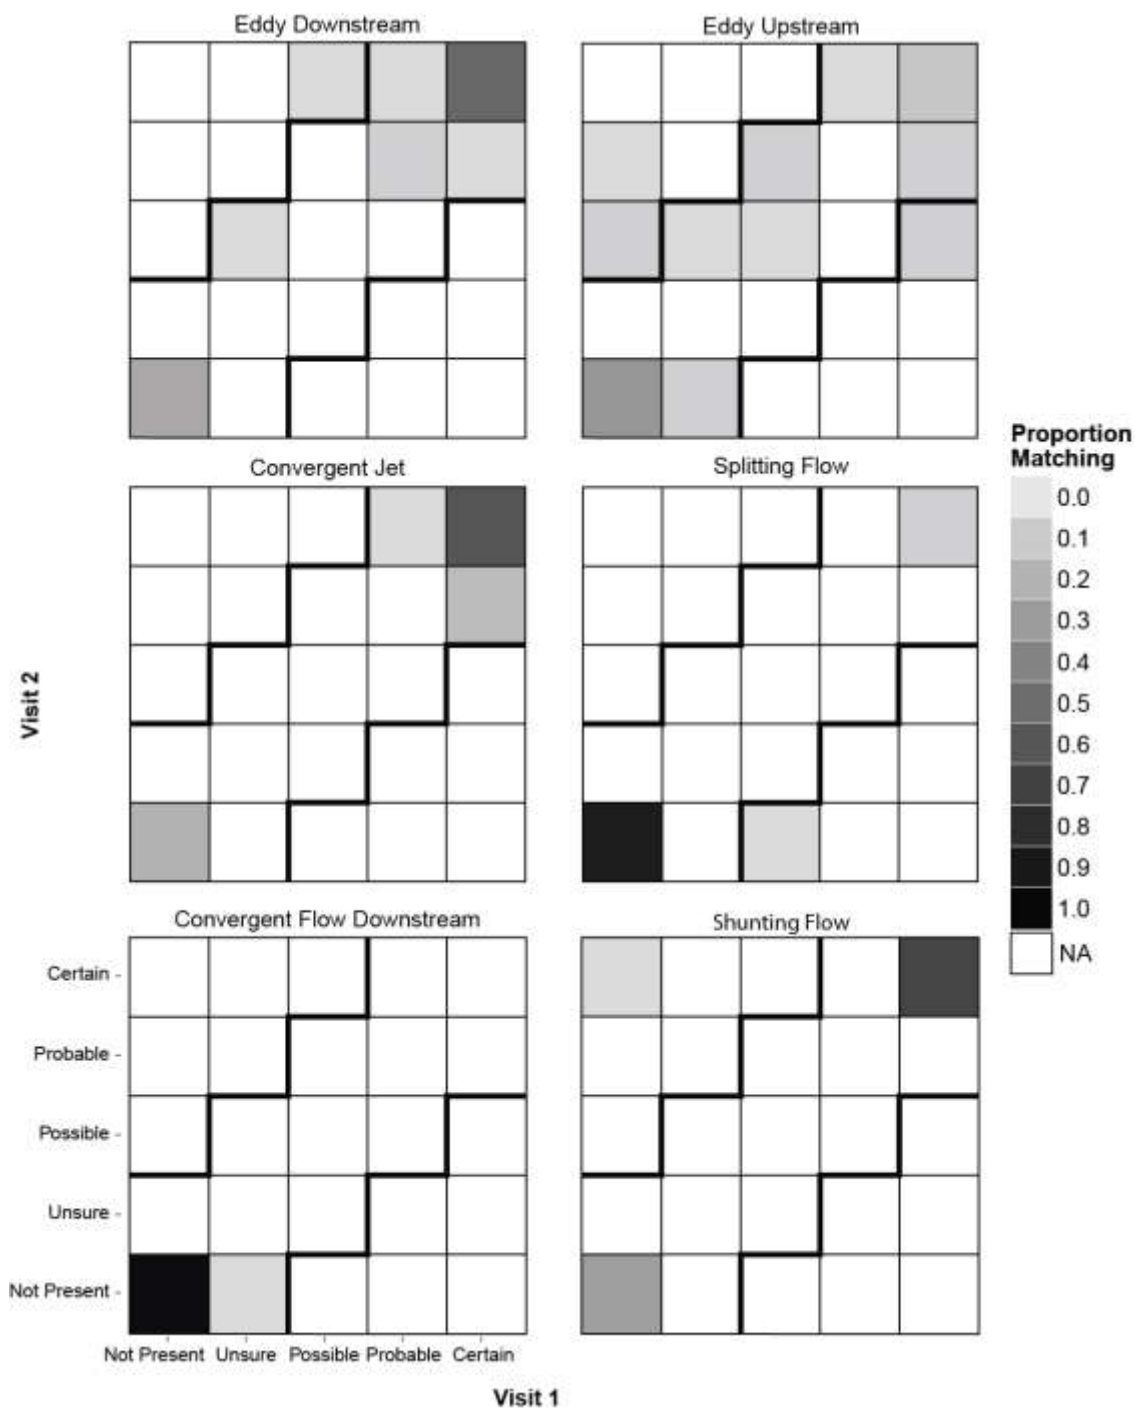 Eddy Downstream
Eddy Upstream
Convergent Jet
Splitting Flow
Proportion
Matching
0.0
0.1
0.2
0.3
0.4
0.5
0.6
0.7
0.8
0.9
1.0
NA
Visit 2
Convergent Flow Downstream
Shunting Flow
Certain
Probable
Possible
Unsure
Not Present
Not Present Unsure Possible Probable Certain
Visit 1